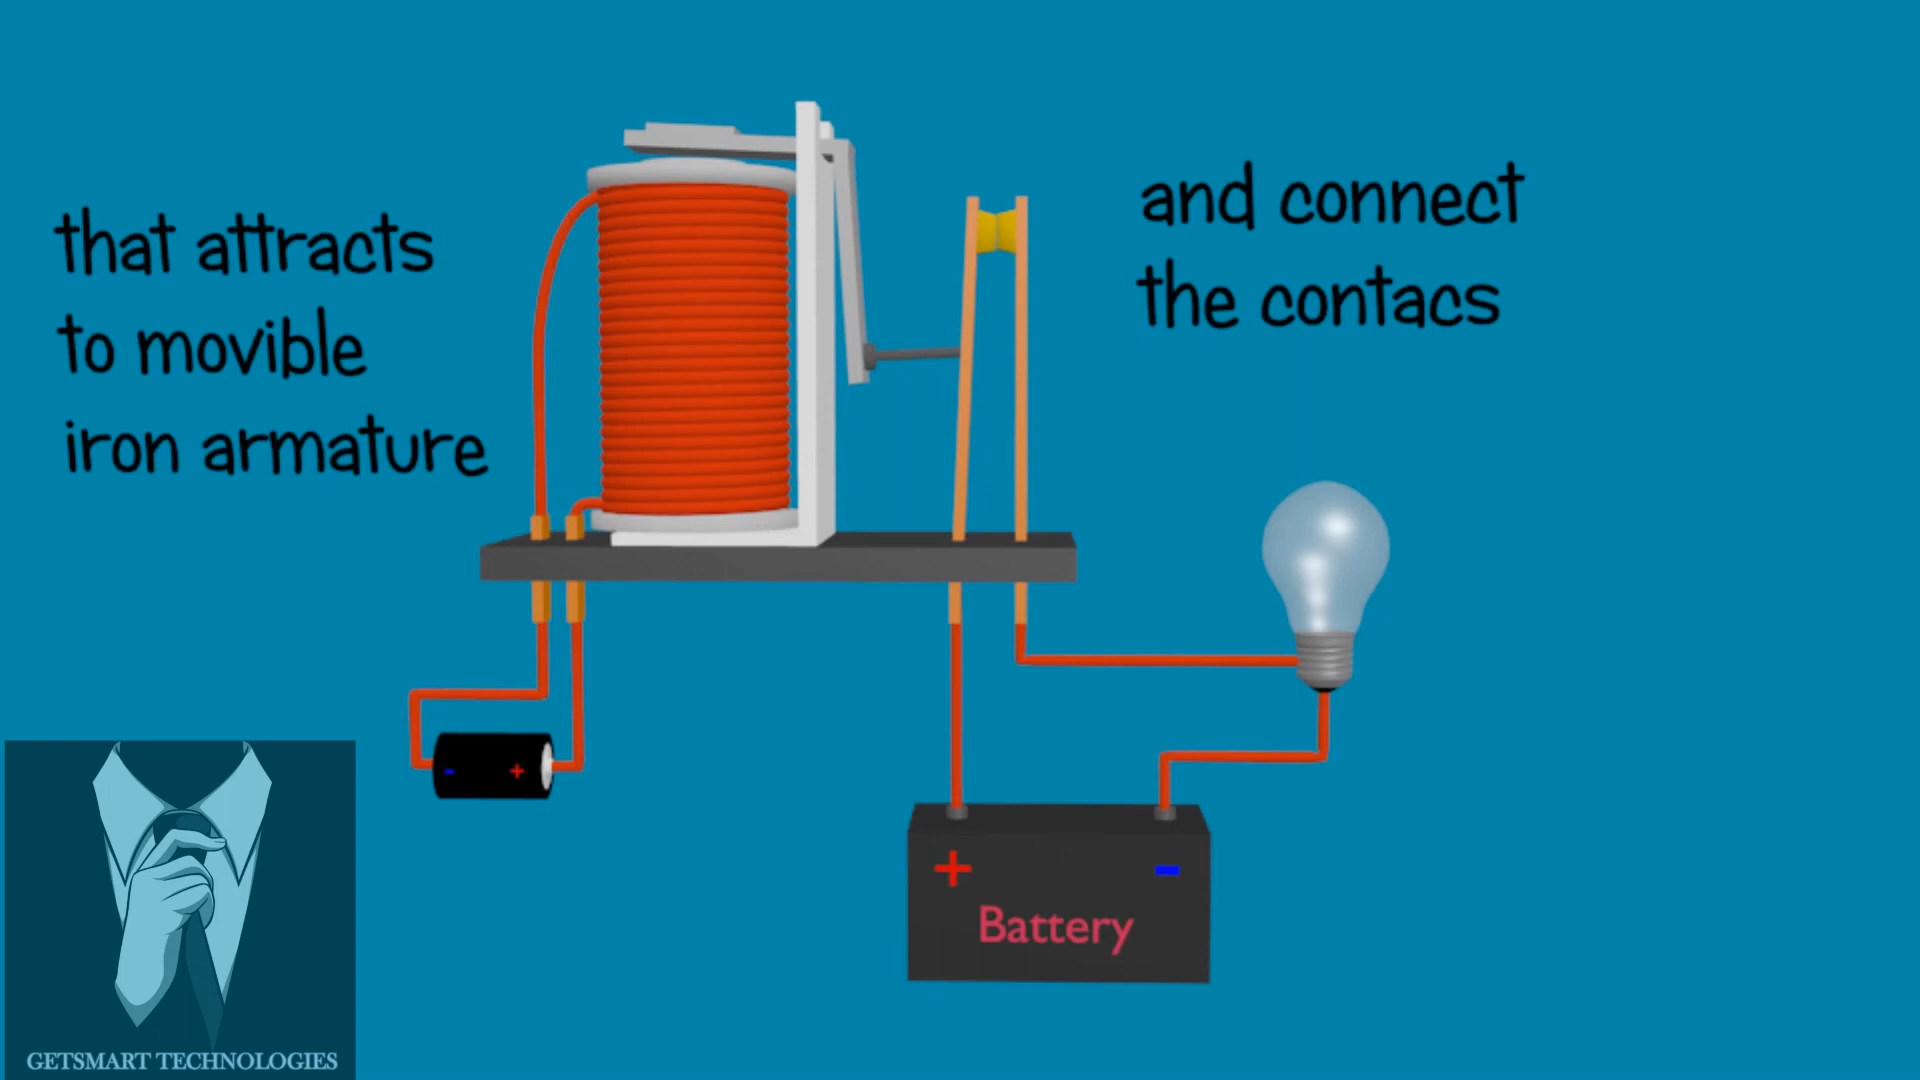 that attracts
to movible
iron armature
and connect
the contacs
- +
+ -
Battery
GETSMART TECHNOLOGIES